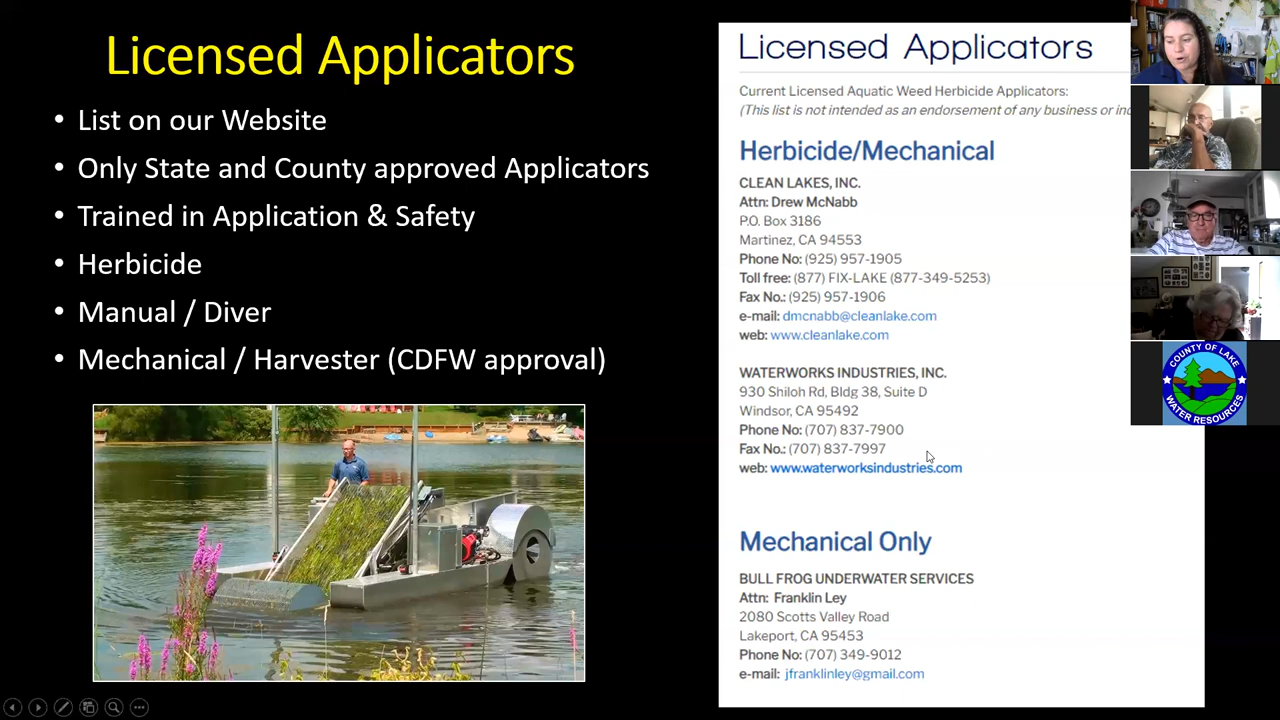 Licensed Applicators
• List on our Website
• Only State and County approved Applicators
• Trained in Application & Safety
• Herbicide
• Manual / Diver
• Mechanical / Harvester (CDFW approval)
Licensed Applicators
Current Licensed Aquatic Weed Herbicide Applicators:
(This list is not intended as an endorsement of any business or
Herbicide/Mechanical
CLEAN LAKES, INC.
Attn: Drew McNabb
P.O. Box 3186
Martinez, CA 94553
Phone No: (925) 957-1905
Toll free: (877) FIX-LAKE (877-349-5253)
Fax No.: (925) 957-1906
e-mail: dmcnabb@cleanlake.com
web: www.cleanlake.com
WATERWORKS INDUSTRIES, INC.
930 Shiloh Rd, Bldg 38, Suite D
Windsor, CA 95492
Phone No: (707) 837-7900
Fax No.: (707) 837-7997
web: www.waterworksindustries.com
Mechanical Only
BULL FROG UNDERWATER SERVICES
Attn: Franklin Ley
2080 Scotts Valley Road
Lakeport, CA 95453
Phone No: (707) 349-9012
e-mail: jfranklinley@gmail.com
COUNTY OF LAKE
WATER RESOURCES